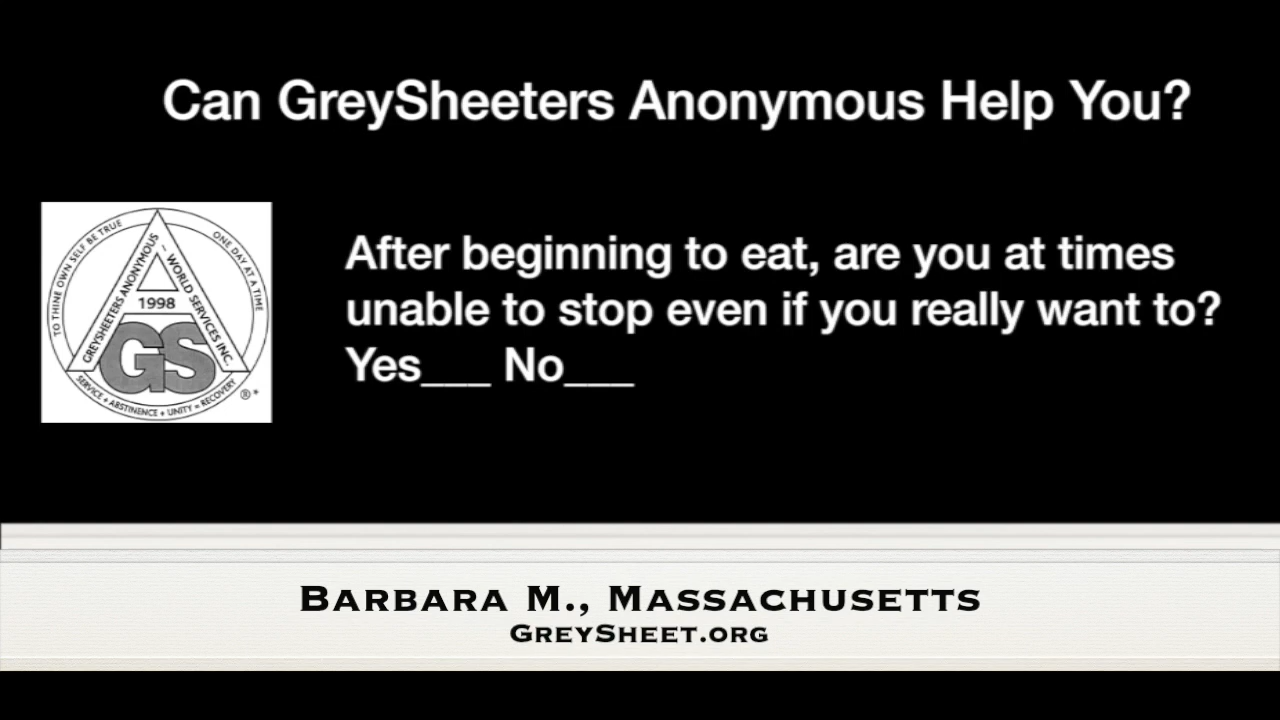 Can GreySheeters Anonymous Help You?
TO THINE OWN SELF BE TRUE
ONE DAY AT A TIME
GREYSHEETERS ANONYMOUS ~ WORLD SERVICES INC.
1998
GS
SERVICE + ABSTINENCE + UNITY = RECOVERY
®*
After beginning to eat, are you at times
unable to stop even if you really want to?
Yes___ No___
BARBARA M., MASSACHUSETTS
GREYSHEET.ORG